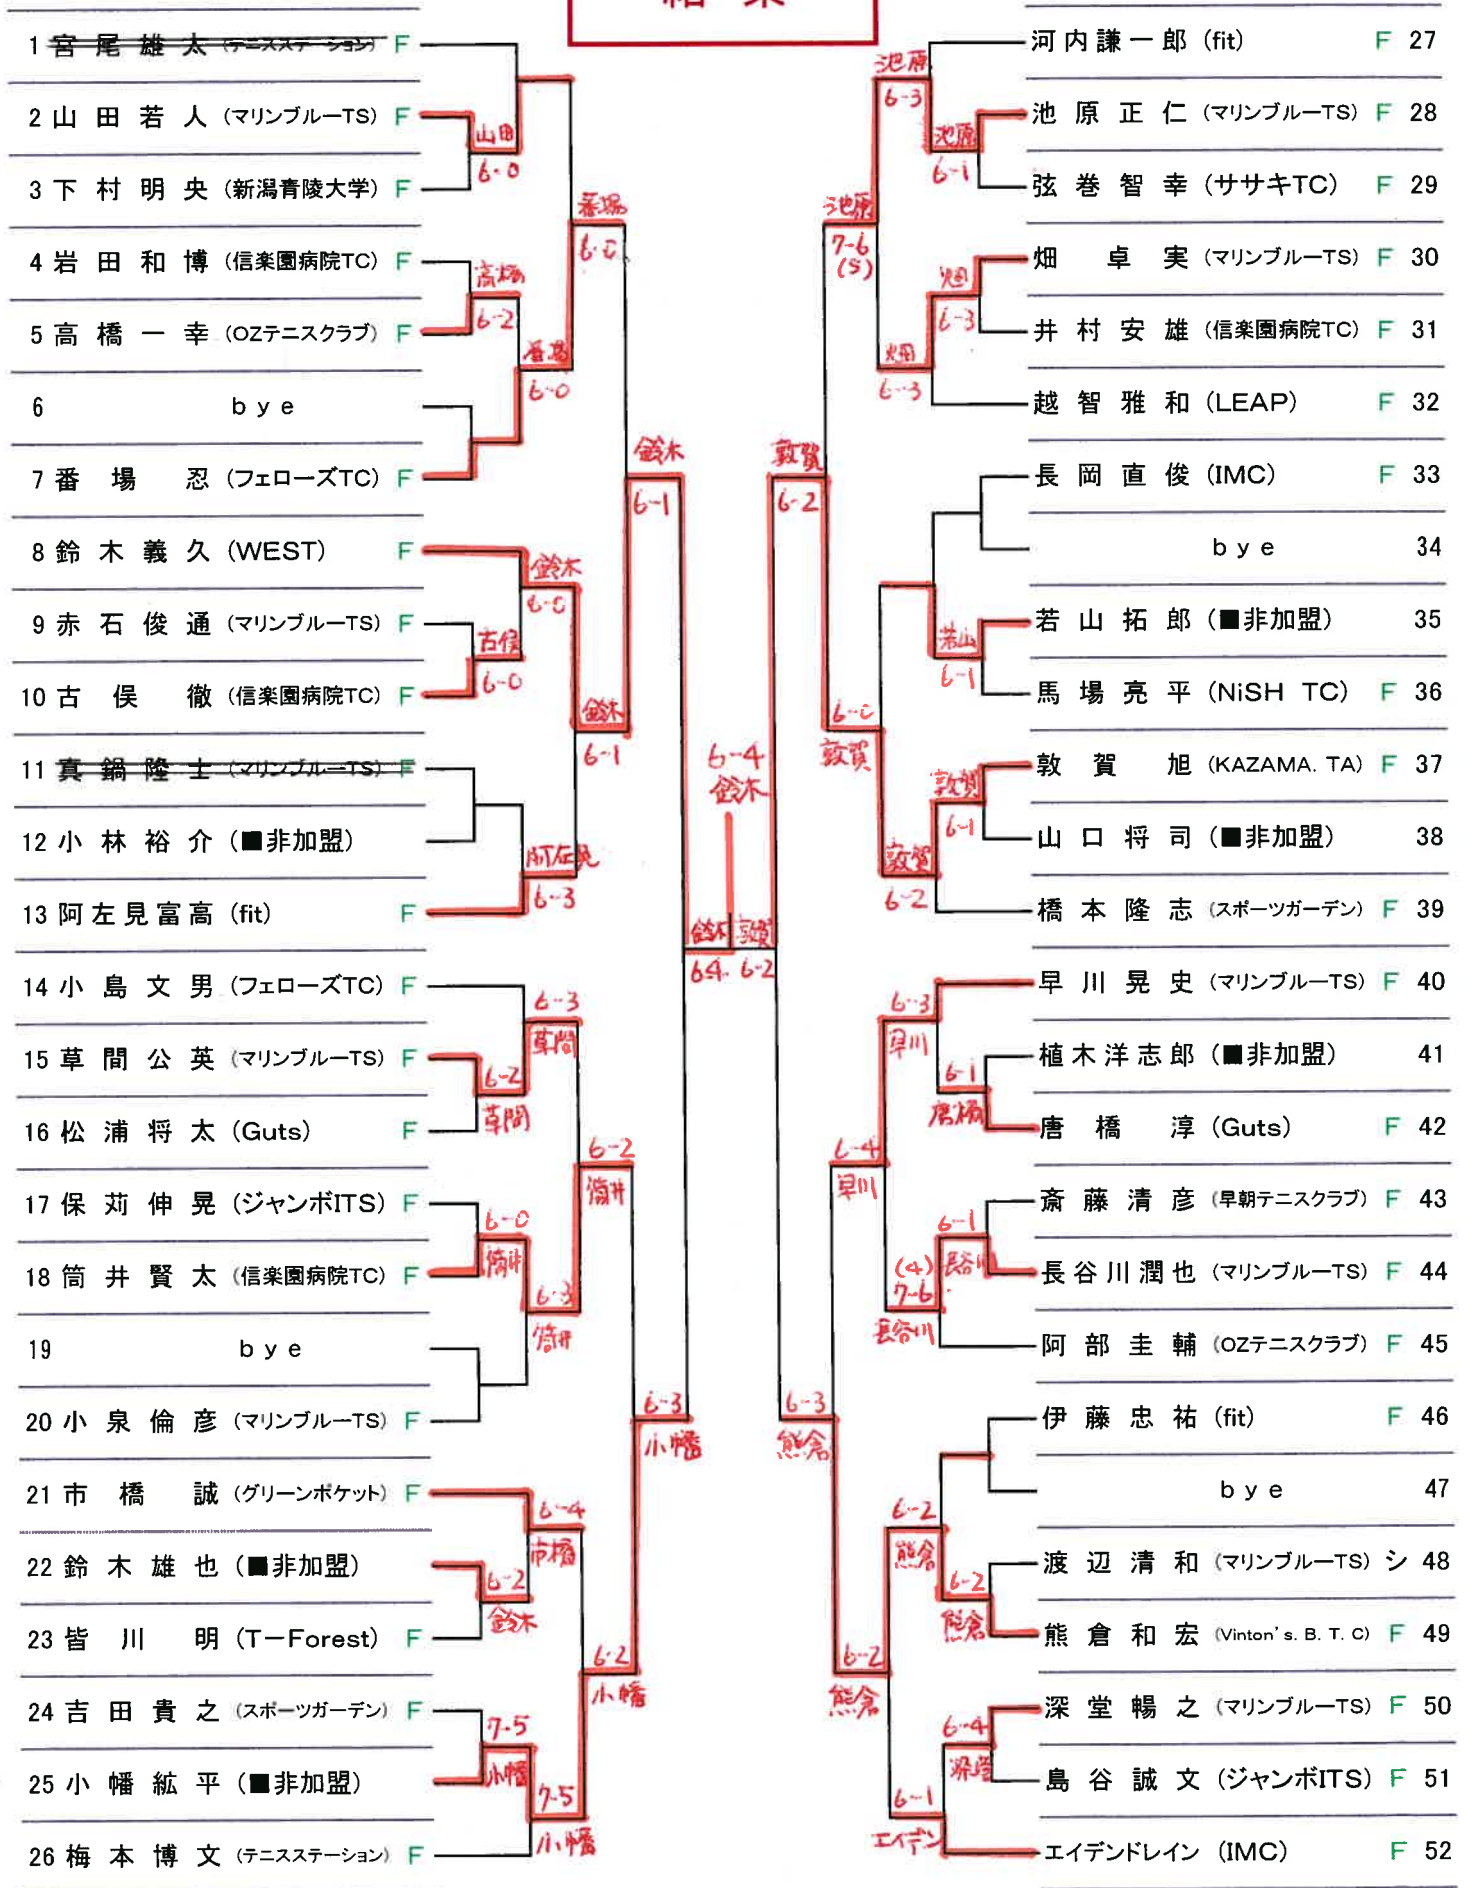 結果
1 宮尾雄太 (テニスステーション) F
2 山田若人 (マリンブルーTS) F
3 下村明央 (新潟青陵大学) F
4 岩田和博 (信楽園病院TC) F
5 高橋一幸 (OZテニスクラブ) F
6 bye
7 番場 忍 (フェローズTC) F
8 鈴木義久 (WEST) F
9 赤石俊通 (マリンブルーTS) F
10 古俣 徹 (信楽園病院TC) F
11 真鍋隆士 (マリンブルーTS) F
12 小林裕介 (■非加盟)
13 阿左見富高 (fit) F
14 小島文男 (フェローズTC) F
15 草間公英 (マリンブルーTS) F
16 松浦将太 (Guts) F
17 保苅伸晃 (ジャンボITS) F
18 筒井賢太 (信楽園病院TC) F
19 bye
20 小泉倫彦 (マリンブルーTS) F
21 市橋 誠 (グリーンポケット) F
22 鈴木雄也 (■非加盟)
23 皆川 明 (T-Forest) F
24 吉田貴之 (スポーツガーデン) F
25 小幡紘平 (■非加盟)
26 梅本博文 (テニスステーション) F
山田
6-0
高橋
6-2
番場
6-0
番場
6-0
鈴木
6-0
古俣
6-0
鈴木
6-1
阿左見
6-3
鈴木
6-1
6-3
草間
6-2
草間
6-2
筒井
6-0
筒井
6-3
筒井
6-3
小幡
6-4
市橋
6-2
鈴木
6-2
小幡
7-5
小幡
7-5
小幡
6-4
鈴木
鈴木 敦賀
64 6-2
池原
6-3
池原
6-1
池原
7-6
(5)
畑
6-3
畑
6-3
敦賀
6-2
若山
6-1
6-0
敦賀
敦賀
6-1
敦賀
6-2
6-3
早川
6-1
唐橋
6-4
早川
6-1
長谷川
(4)
7-6
長谷川
6-3
熊倉
6-2
熊倉
6-2
熊倉
6-2
熊倉
6-4
深堂
6-1
エイデン
河内謙一郎 (fit) F 27
池原正仁 (マリンブルーTS) F 28
弦巻智幸 (ササキTC) F 29
畑 卓実 (マリンブルーTS) F 30
井村安雄 (信楽園病院TC) F 31
越智雅和 (LEAP) F 32
長岡直俊 (IMC) F 33
bye 34
若山拓郎 (■非加盟) 35
馬場亮平 (NiSH TC) F 36
敦賀 旭 (KAZAMA. TA) F 37
山口将司 (■非加盟) 38
橋本隆志 (スポーツガーデン) F 39
早川晃史 (マリンブルーTS) F 40
植木洋志郎 (■非加盟) 41
唐橋 淳 (Guts) F 42
斎藤清彦 (早朝テニスクラブ) F 43
長谷川潤也 (マリンブルーTS) F 44
阿部圭輔 (OZテニスクラブ) F 45
伊藤忠祐 (fit) F 46
bye 47
渡辺清和 (マリンブルーTS) シ 48
熊倉和宏 (Vinton's. B. T. C) F 49
深堂暢之 (マリンブルーTS) F 50
島谷誠文 (ジャンボITS) F 51
エイデンドレイン (IMC) F 52